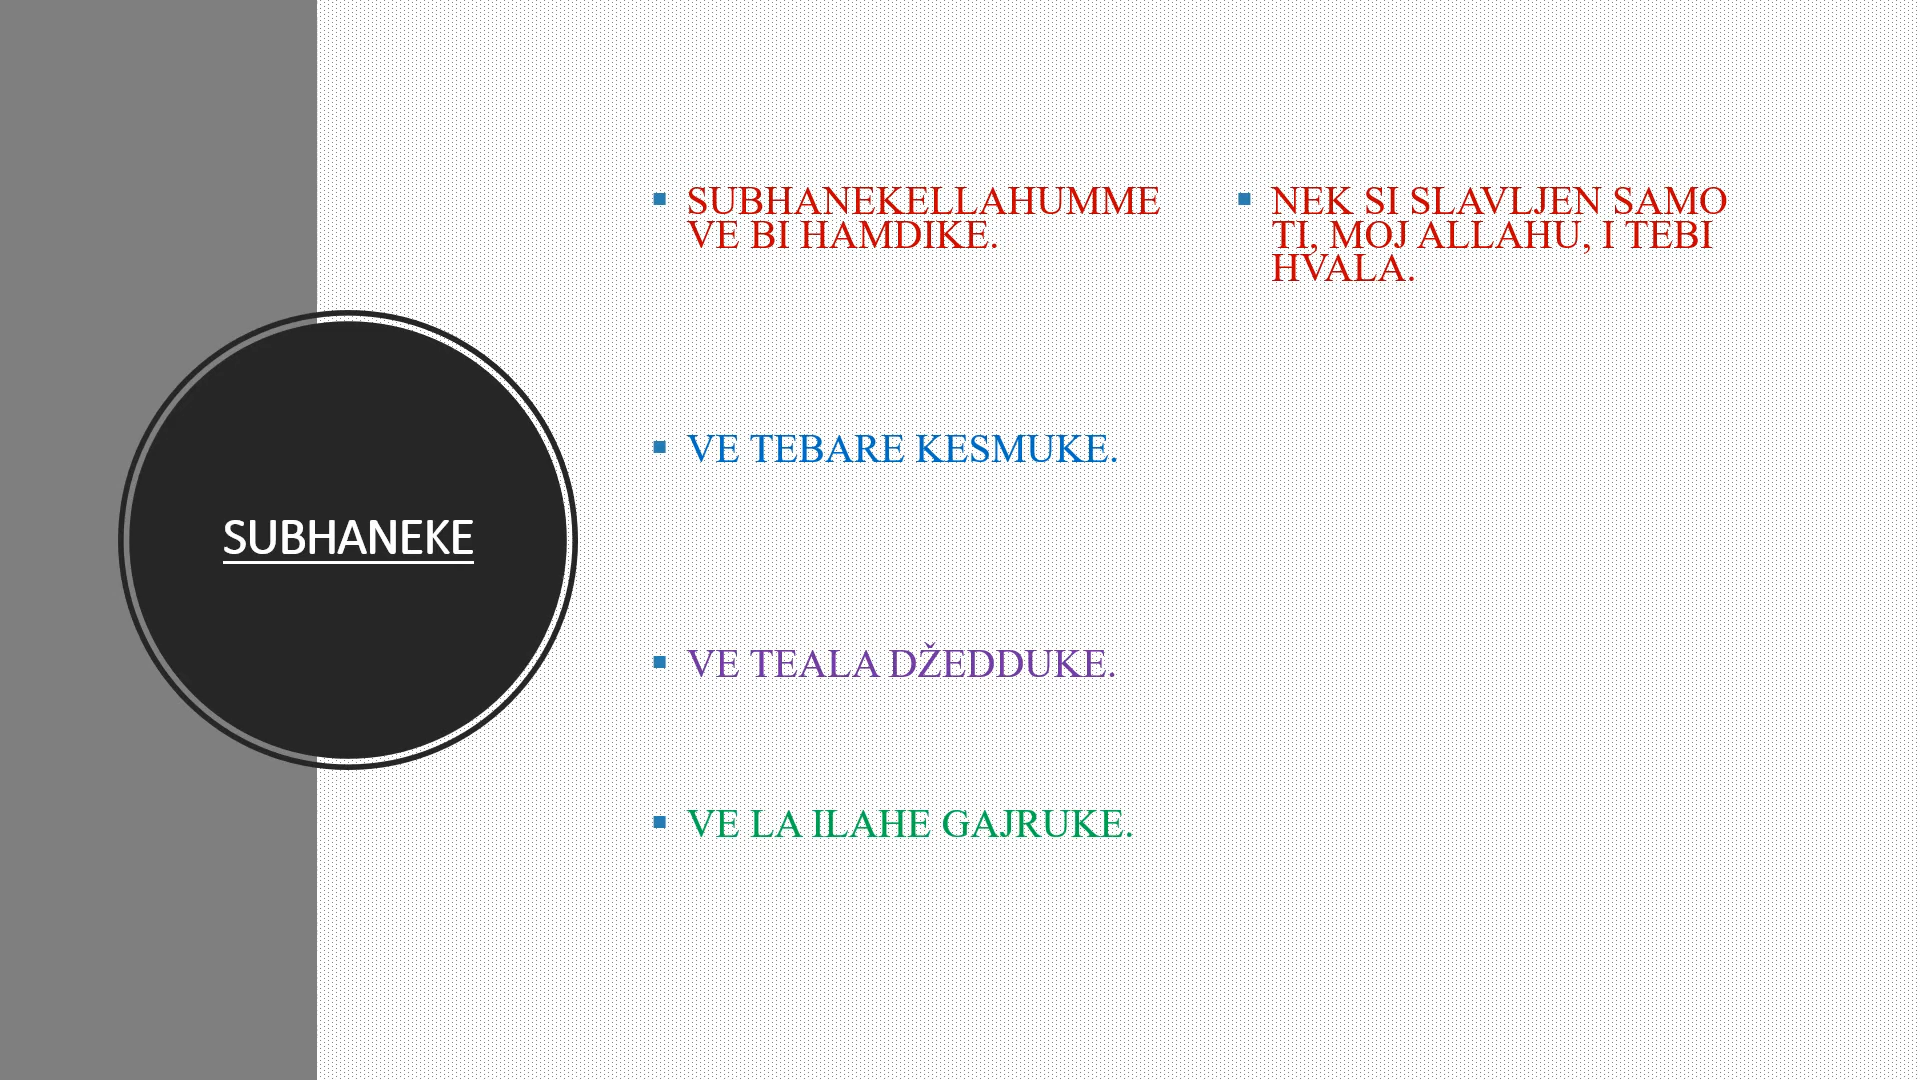 SUBHANEKE
SUBHANEKELLAHUMME
VE BI HAMDIKE.
VE TEBARE KESMUKE.
VE TEALA DŽEDDUKE.
VE LA ILAHE GAJRUKE.
NEK SI SLAVLJEN SAMO
TI, MOJ ALLAHU, I TEBI
HVALA.